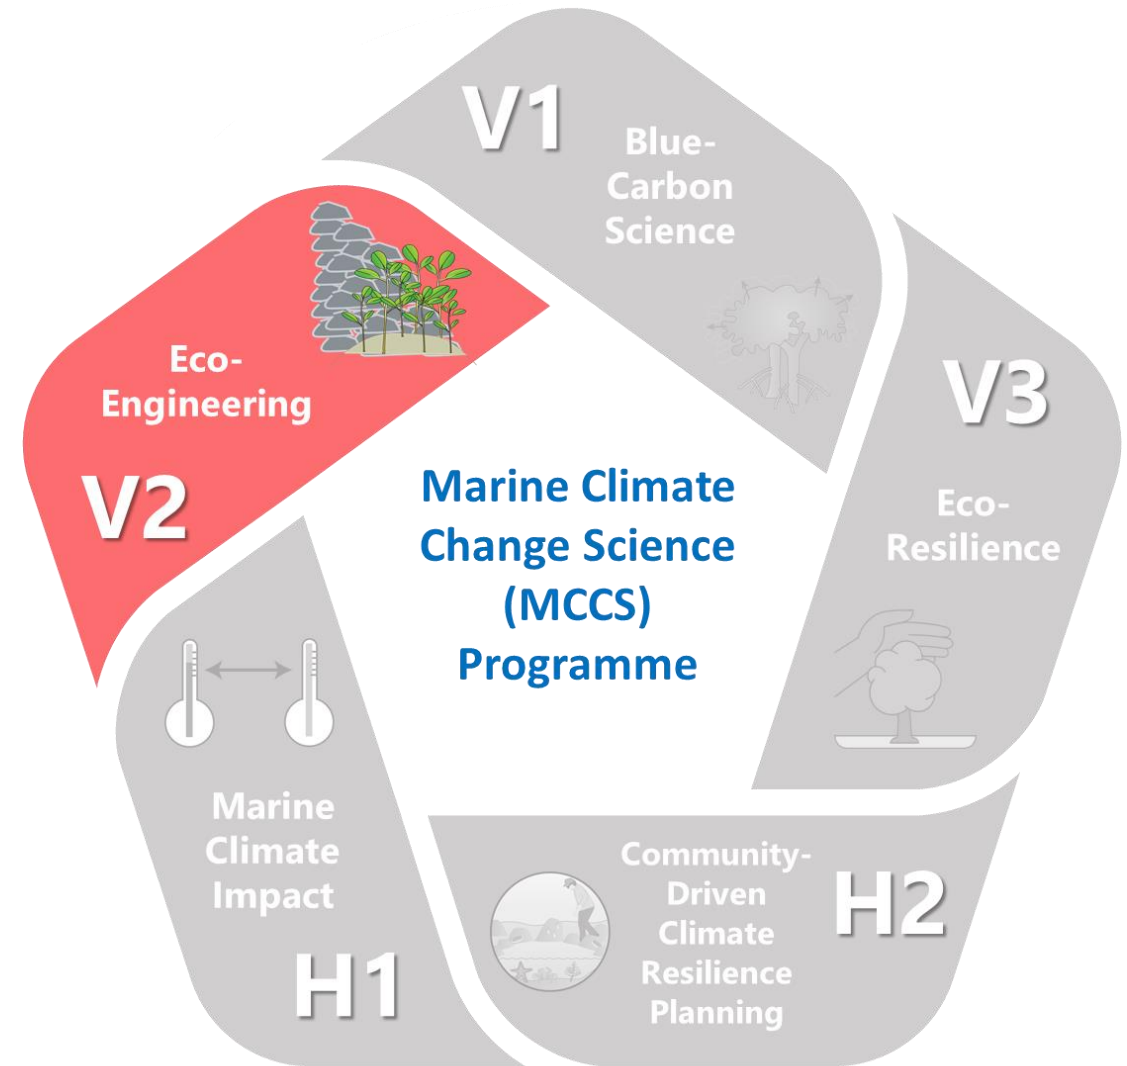 V1
Blue-
Carbon
Science
Eco-
Engineering
V2
V3
Eco-
Resilience
Marine Climate
Change Science
(MCCS)
Programme
Marine
Climate
Impact
H1
Community-
Driven
Climate
Resilience
Planning
H2